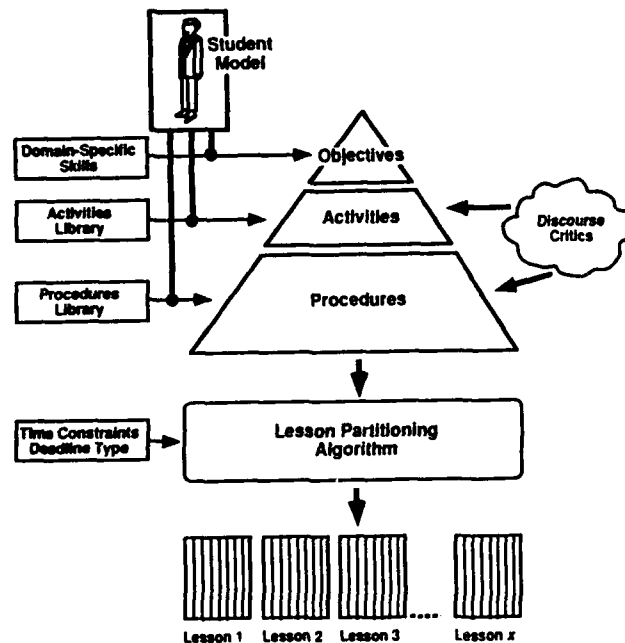 Student
Model
Domain-Specific
Skills
Objectives
Activities
Library
Activities
Discourse
Critics
Procedures
Library
Procedures
Time Constraints
Deadline Type
Lesson Partitioning
Algorithm
Lesson 1
Lesson 2
Lesson 3
.....
Lesson x